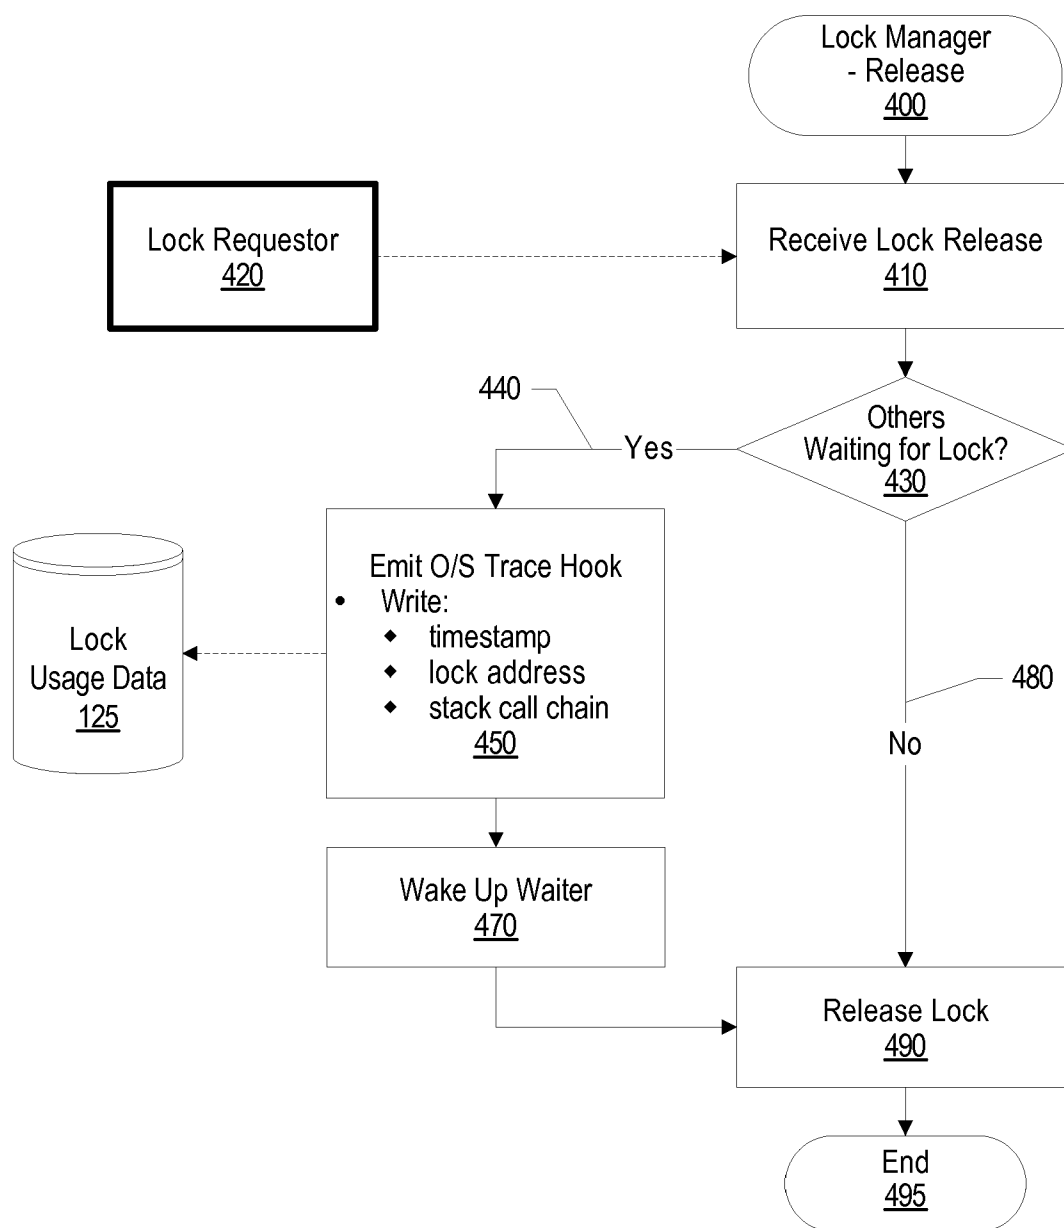 Lock Manager
- Release
400
Lock Requestor
420
Receive Lock Release
410
440
Others
Waiting for Lock?
430
Yes
Emit O/S Trace Hook
• Write:
◆ timestamp
◆ lock address
◆ stack call chain
450
Lock
Usage Data
125
480
No
Wake Up Waiter
470
Release Lock
490
End
495